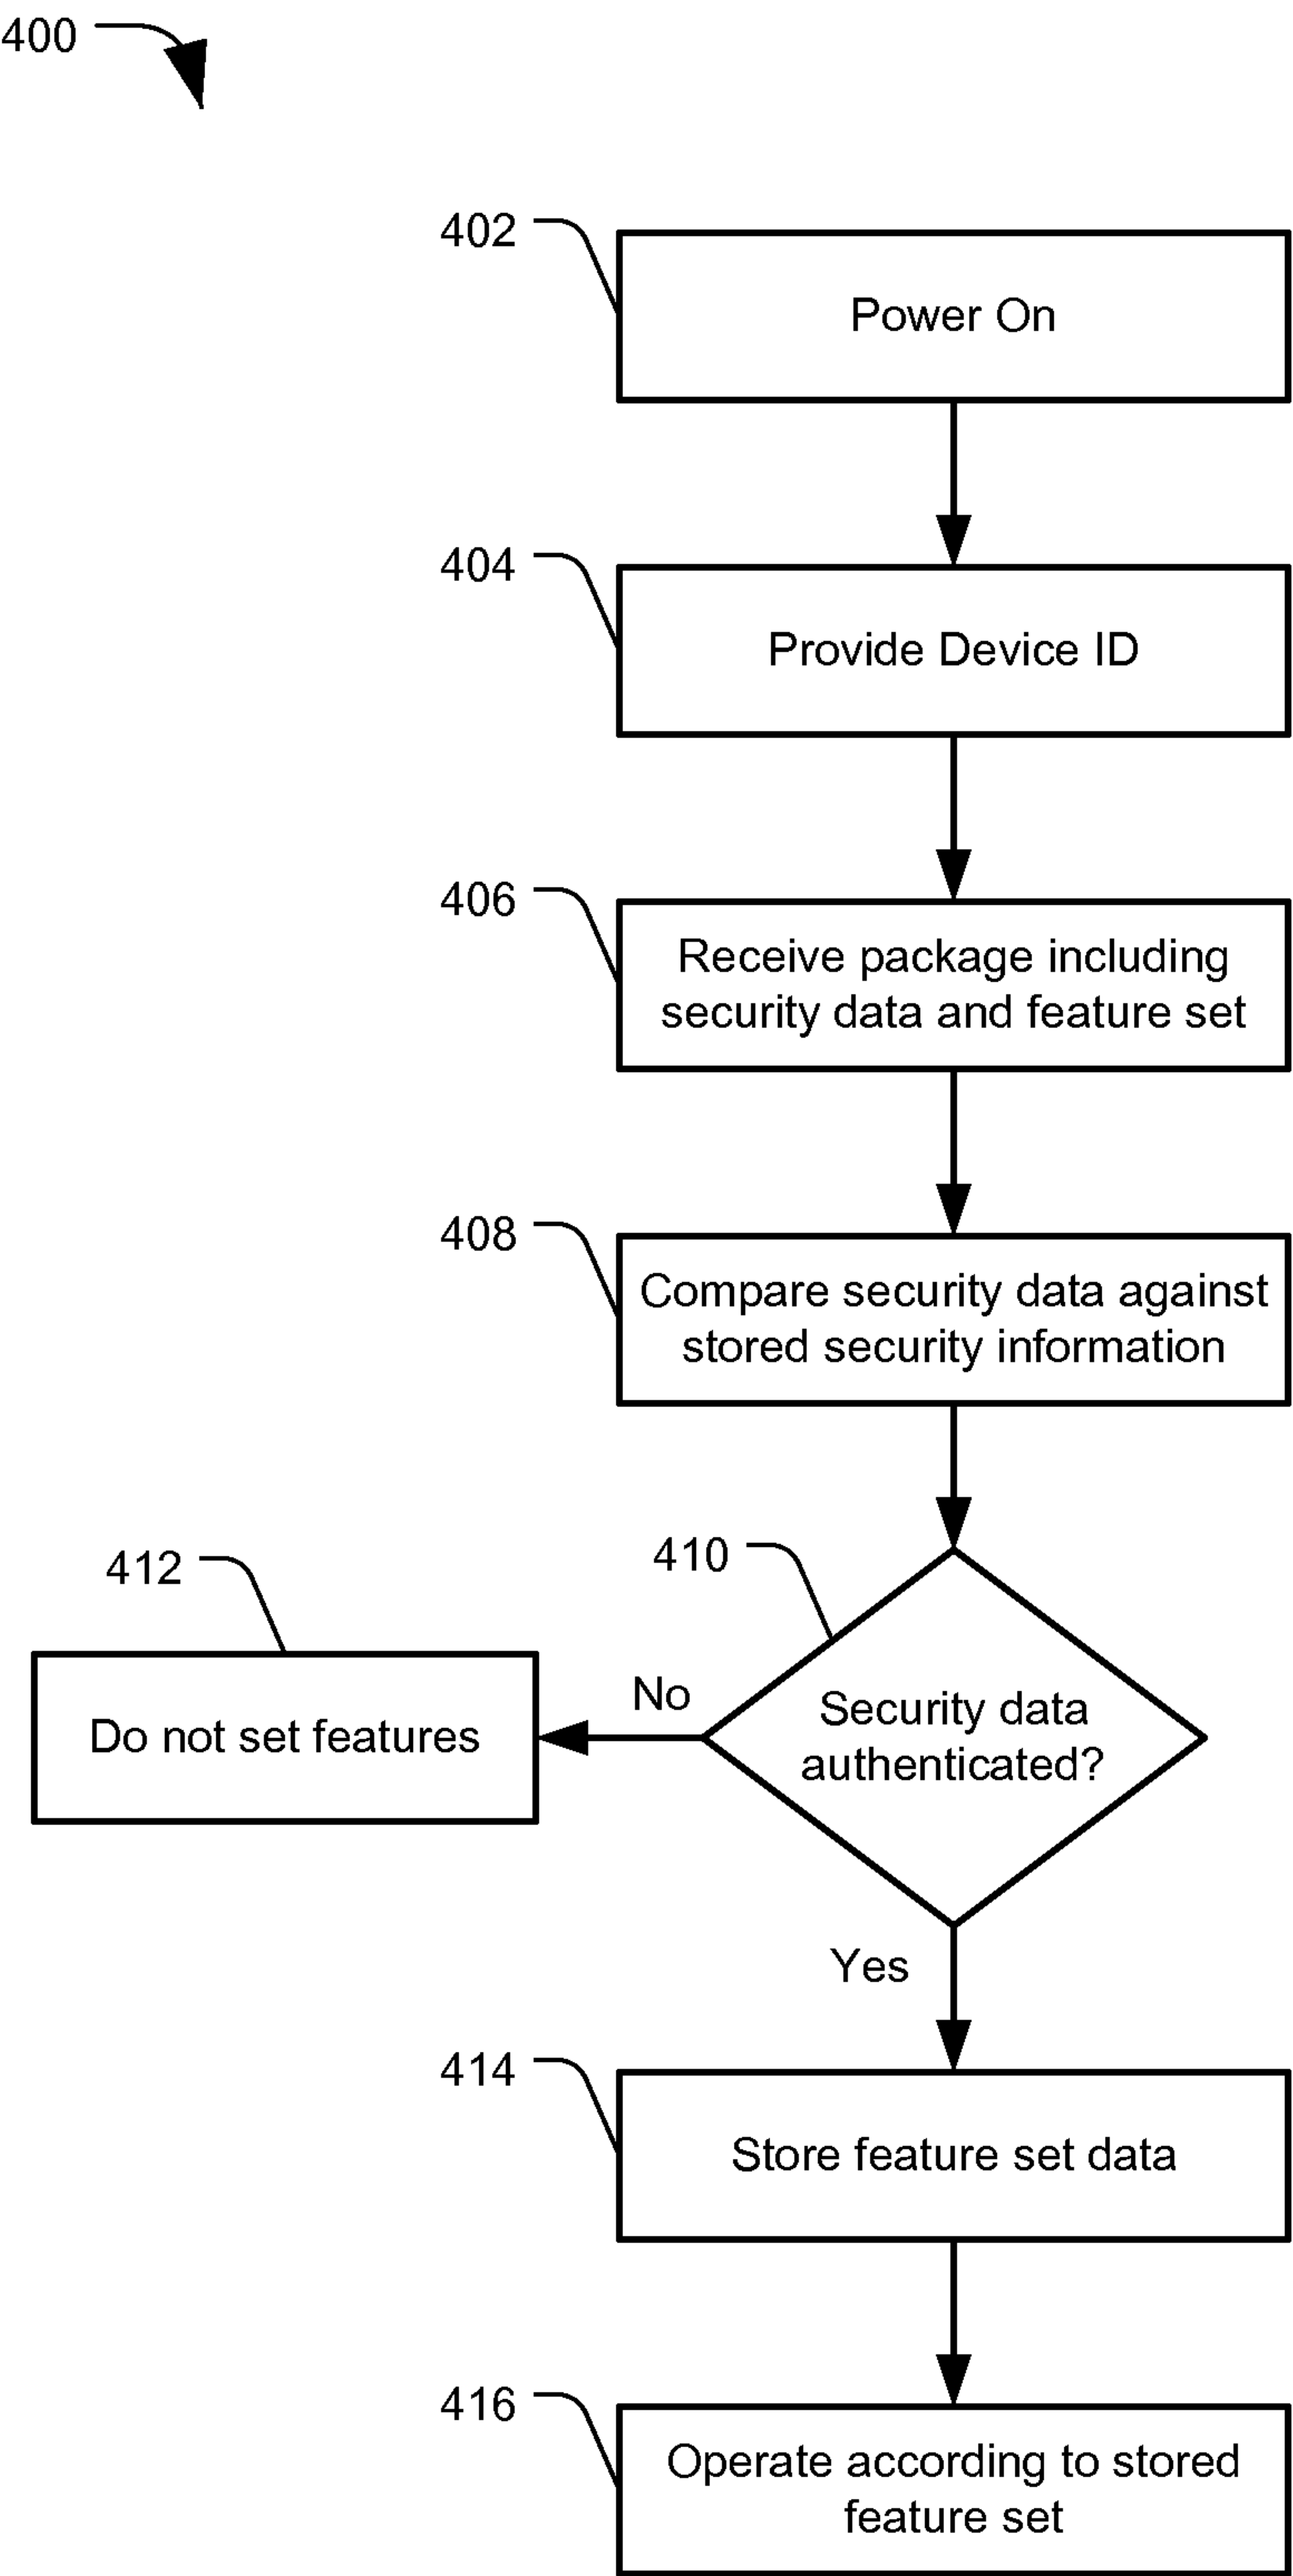 400
402
Power On
404
Provide Device ID
406
Receive package including
security data and feature set
408
Compare security data against
stored security information
410
412
No
Security data
authenticated?
Do not set features
Yes
414
Store feature set data
416
Operate according to stored
feature set